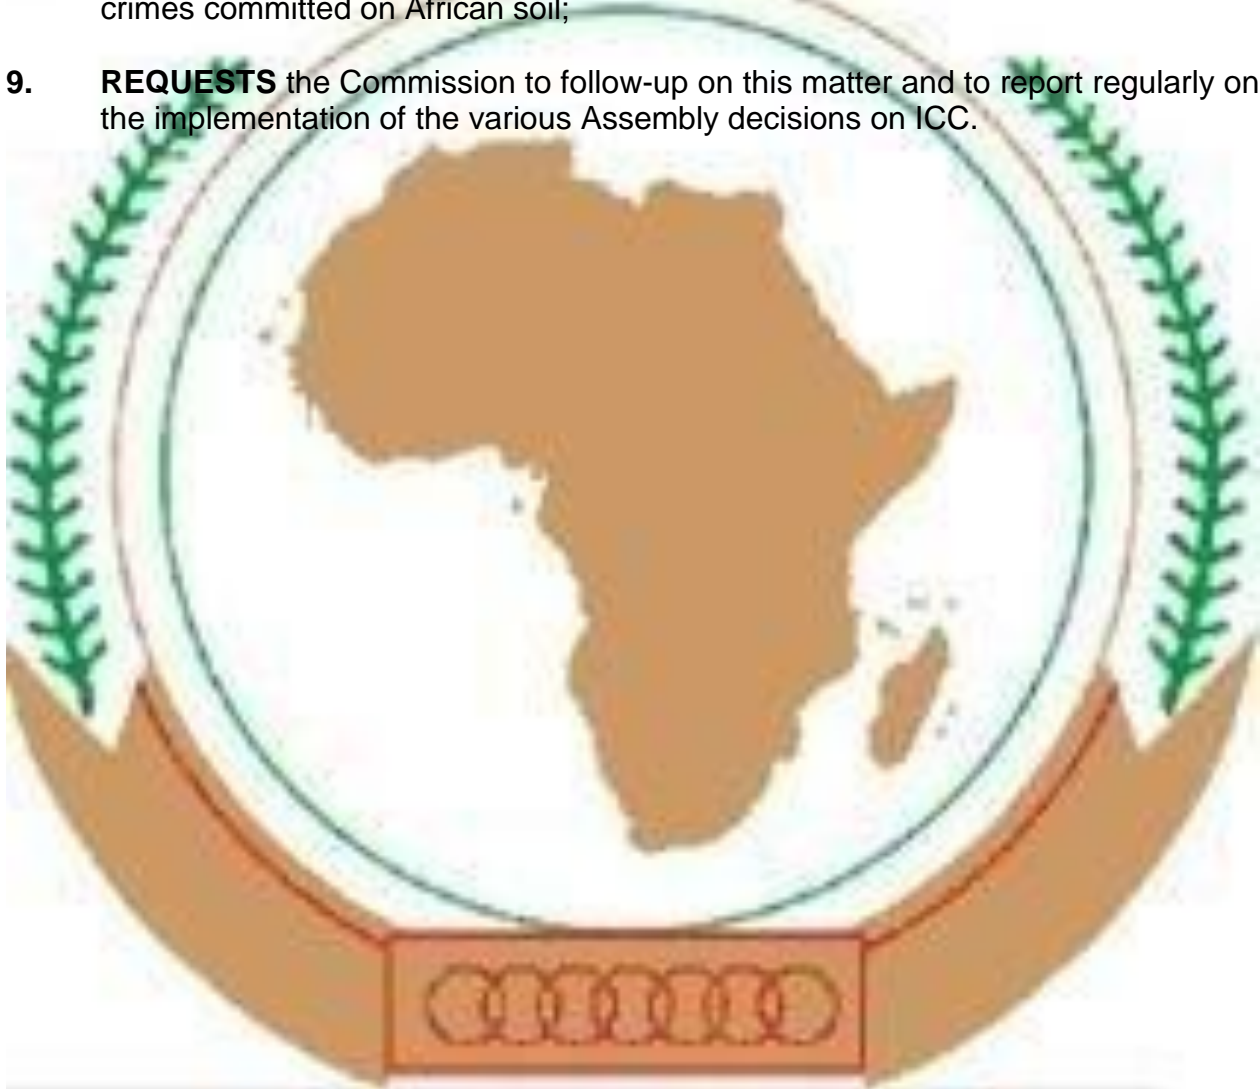 crimes committed on African soil;
9. REQUESTS the Commission to follow-up on this matter and to report regularly on
the implementation of the various Assembly decisions on ICC.